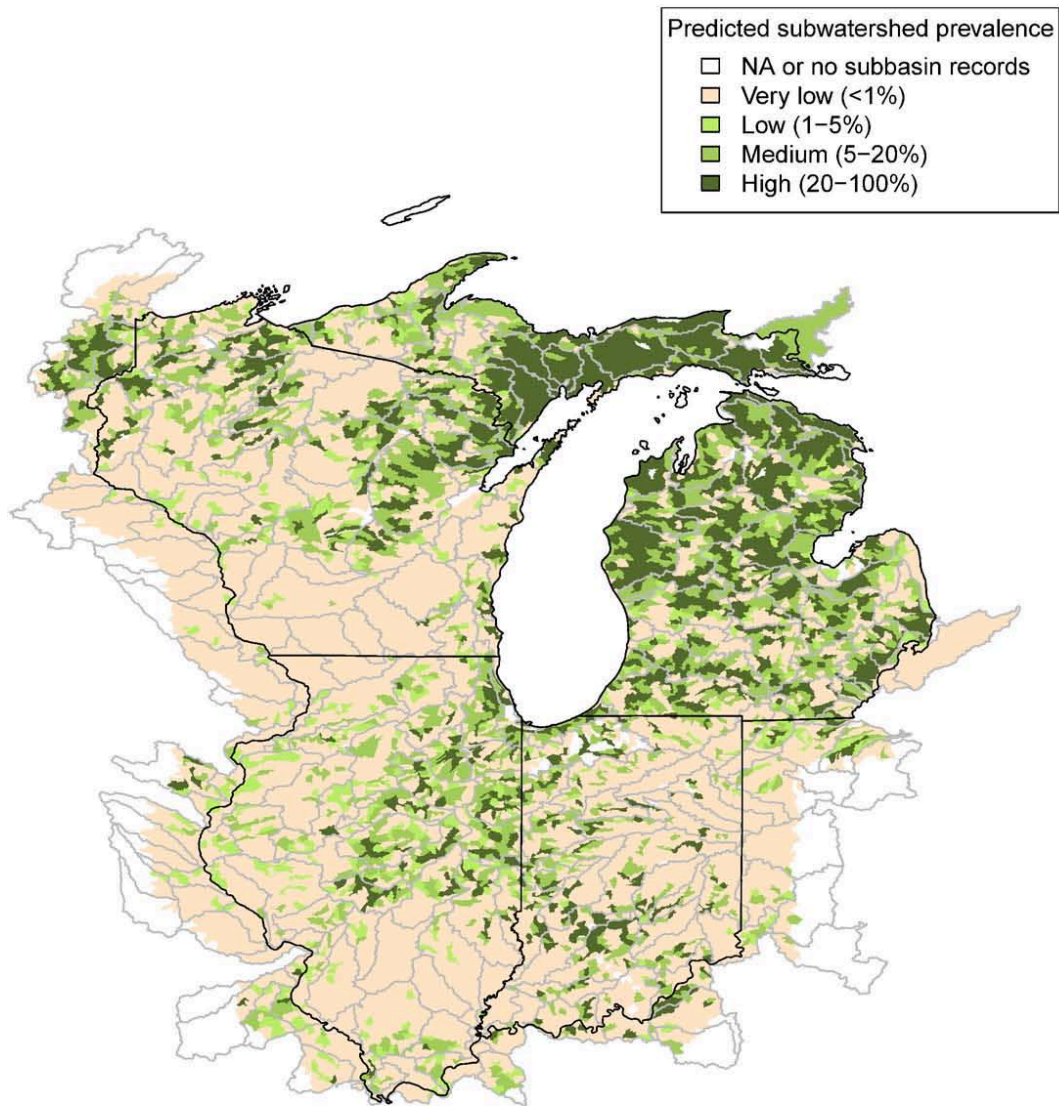 Predicted subwatershed prevalence
NA or no subbasin records
Very low (<1%)
Low (1−5%)
Medium (5−20%)
High (20−100%)